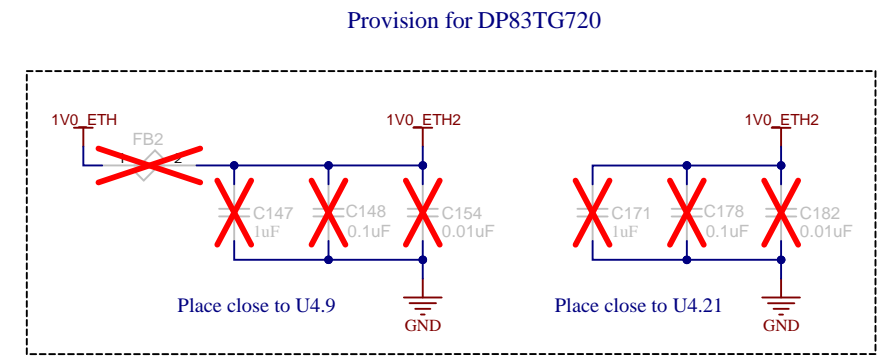 Provision for DP83TG720
1V0_ETH
1V0_ETH2
1V0_ETH2
FB2
1
2
C147
1uF
C148
0.1uF
C154
0.01uF
C171
1uF
C178
0.1uF
C182
0.01uF
Place close to U4.9
Place close to U4.21
GND
GND